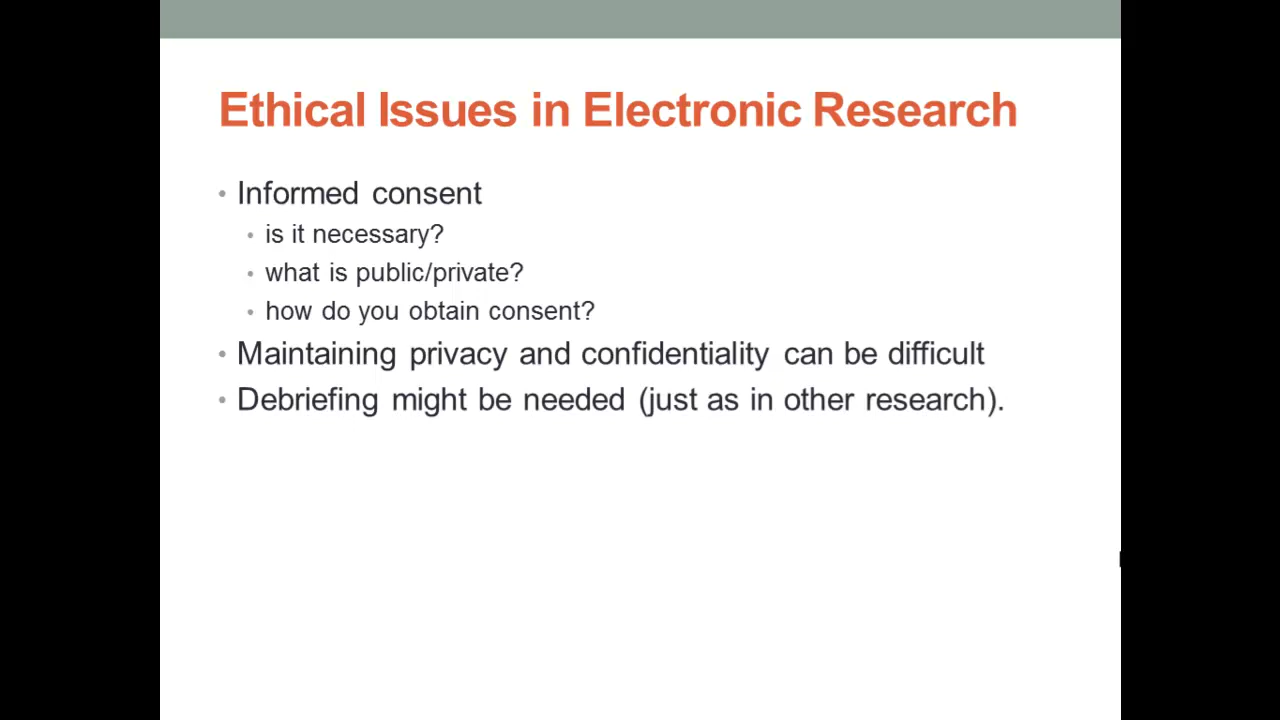 Ethical Issues in Electronic Research
• Informed consent
• is it necessary?
• what is public/private?
• how do you obtain consent?
• Maintaining privacy and confidentiality can be difficult
• Debriefing might be needed (just as in other research).